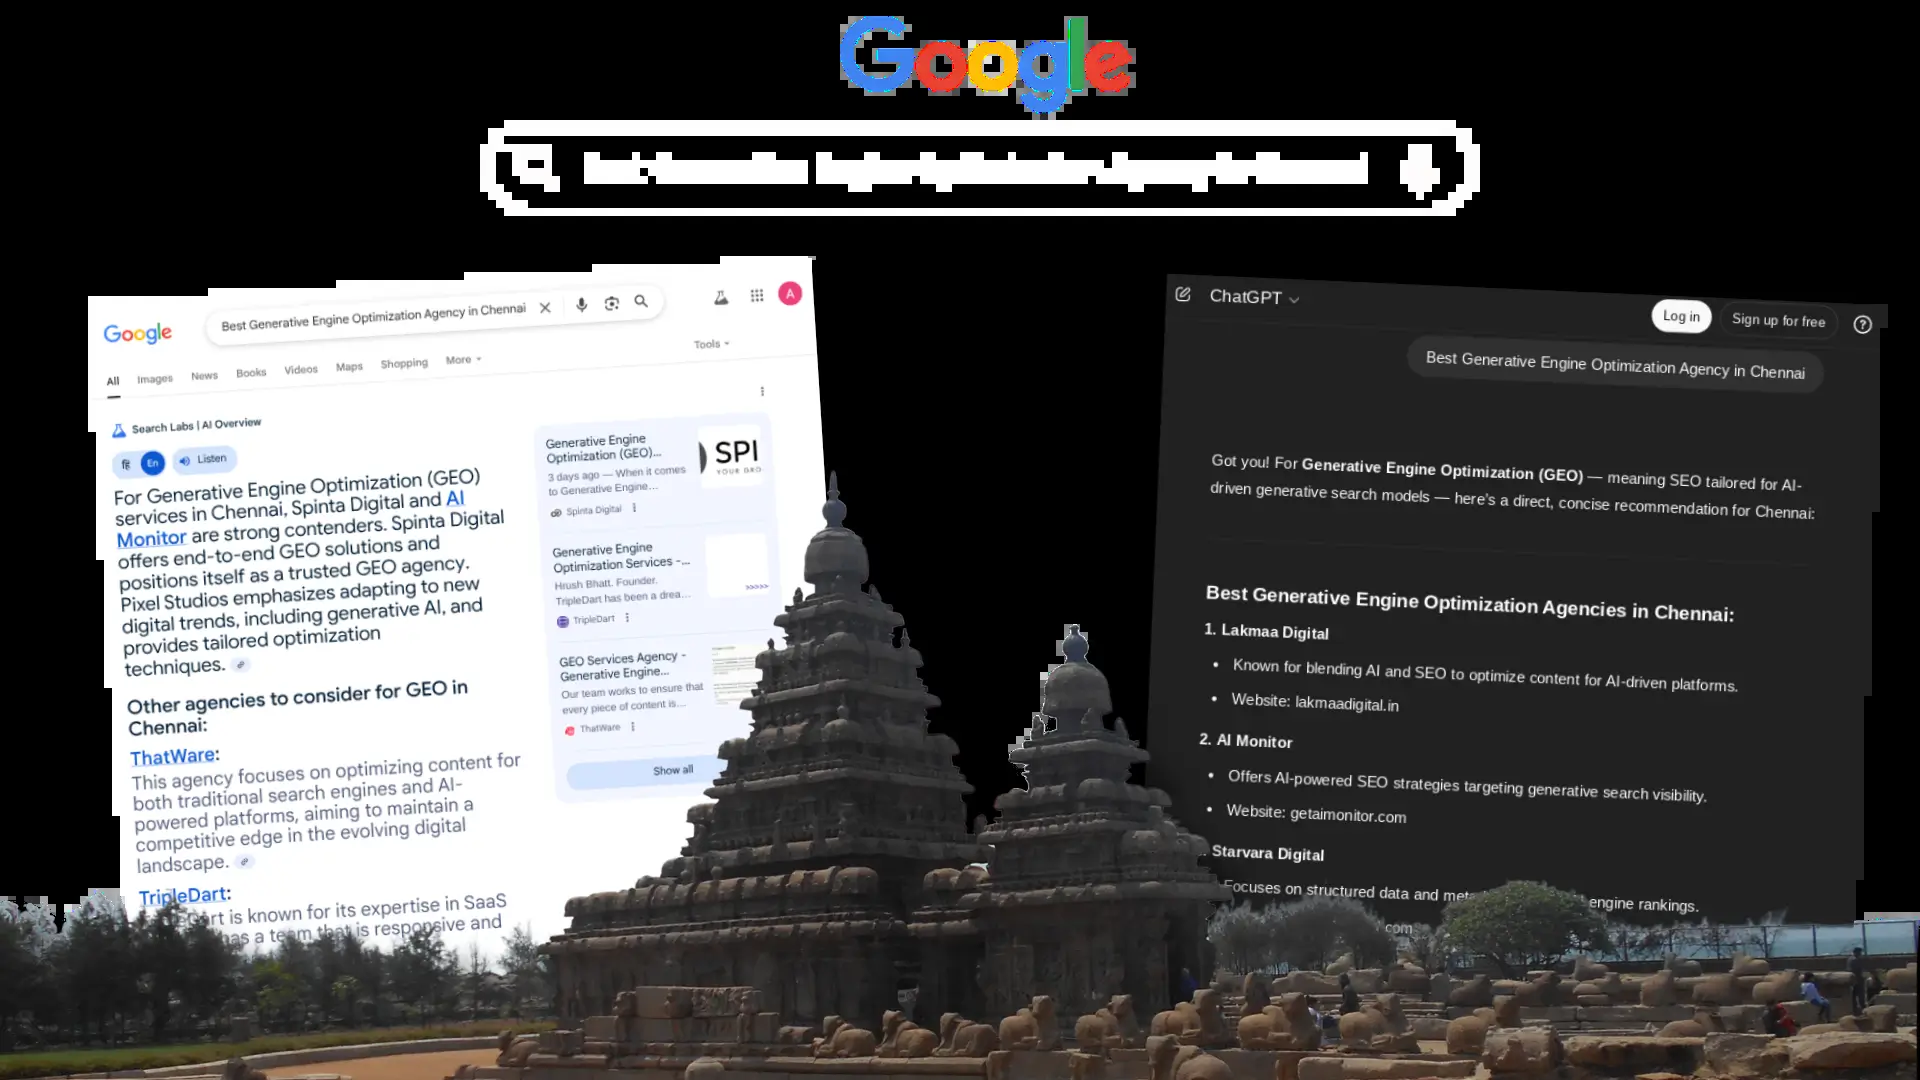 Google
Google
Best Generative Engine Optimization Agency in Chennai
A
All Images News Books Videos Maps Shopping More
Tools
Search Labs | AI Overview
हि En Listen
For Generative Engine Optimization (GEO)
services in Chennai, Spinta Digital and AI
Monitor are strong contenders. Spinta Digital
offers end-to-end GEO solutions and
positions itself as a trusted GEO agency.
Pixel Studios emphasizes adapting to new
digital trends, including generative AI, and
provides tailored optimization
techniques.
Other agencies to consider for GEO in
Chennai:
ThatWare:
This agency focuses on optimizing content for
both traditional search engines and AI-
powered platforms, aiming to maintain a
competitive edge in the evolving digital
landscape.
TripleDart:
is known for its expertise in SaaS
has a team that is responsive and
Generative Engine
Optimization (GEO)...
3 days ago — When it comes
to Generative Engine...
Spinta Digital
SPI
YOUR GRO
Generative Engine
Optimization Services -...
Hrush Bhatt. Founder.
TripleDart has been a drea...
TripleDart
>>>>>
GEO Services Agency -
Generative Engine...
Our team works to ensure that
every piece of content is...
ThatWare
Show all
ChatGPT
Log in
Sign up for free
?
Best Generative Engine Optimization Agency in Chennai
Got you! For Generative Engine Optimization (GEO) — meaning SEO tailored for AI-
driven generative search models — here's a direct, concise recommendation for Chennai:
Best Generative Engine Optimization Agencies in Chennai:
1. Lakmaa Digital
• Known for blending AI and SEO to optimize content for AI-driven platforms.
• Website: lakmaadigital.in
2. AI Monitor
• Offers AI-powered SEO strategies targeting generative search visibility.
• Website: getaimonitor.com
Starvara Digital
Focuses on structured data and engine rankings.
.com